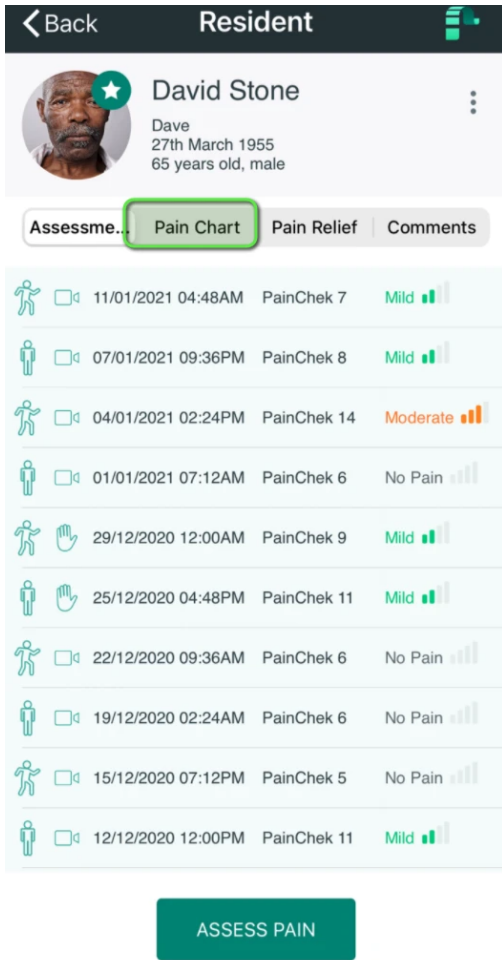 Back Resident
David Stone
Dave
27th March 1955
65 years old, male
Assessme... Pain Chart Pain Relief Comments
11/01/2021 04:48AM PainChek 7 Mild
07/01/2021 09:36PM PainChek 8 Mild
04/01/2021 02:24PM PainChek 14 Moderate
01/01/2021 07:12AM PainChek 6 No Pain
29/12/2020 12:00AM PainChek 9 Mild
25/12/2020 04:48PM PainChek 11 Mild
22/12/2020 09:36AM PainChek 6 No Pain
19/12/2020 02:24AM PainChek 6 No Pain
15/12/2020 07:12PM PainChek 5 No Pain
12/12/2020 12:00PM PainChek 11 Mild
ASSESS PAIN